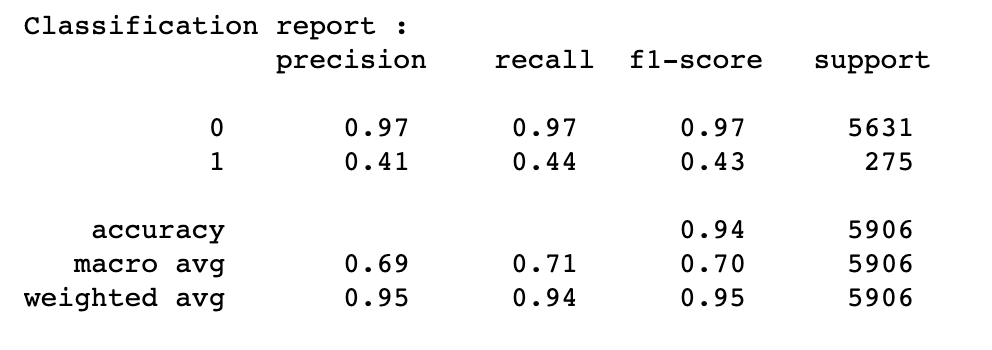 Classification report :
precision recall f1-score support
0 0.97 0.97 0.97 5631
1 0.41 0.44 0.43 275
accuracy 0.94 5906
macro avg 0.69 0.71 0.70 5906
weighted avg 0.95 0.94 0.95 5906